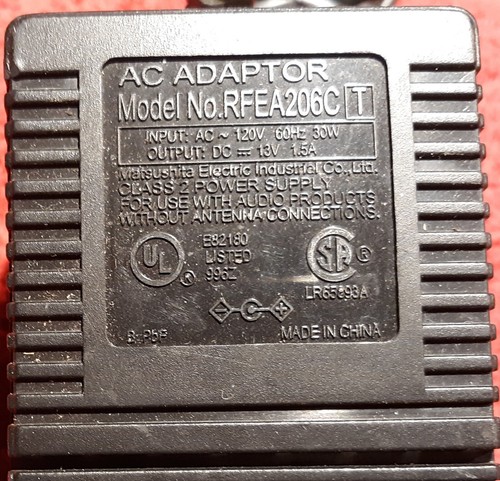 AC ADAPTOR
Model No.RFEA206C T
INPUT: AC ~ 120V 60Hz 30W
OUTPUT: DC ⎓ 13V 1.5A
Matsushita Electric Industrial Co., Ltd.
CLASS 2 POWER SUPPLY
FOR USE WITH AUDIO PRODUCTS
WITHOUT ANTENNA CONNECTIONS.
UL ® E82160 LISTED 996Z SA ®
LR65893A
MADE IN CHINA